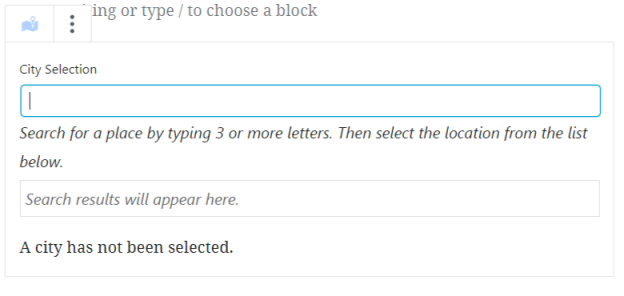 ing or type / to choose a block
City Selection
Search for a place by typing 3 or more letters. Then select the location from the list
below.
Search results will appear here.
A city has not been selected.